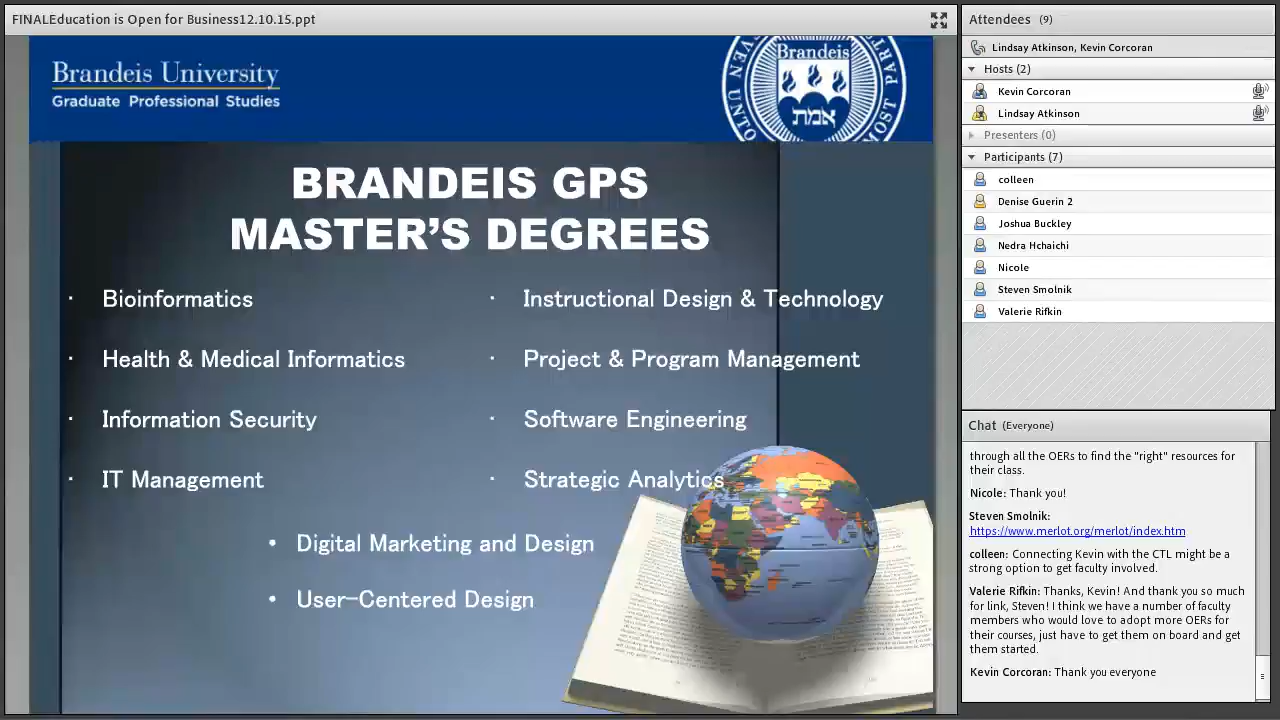 FINALEducation is Open for Business12.10.15.ppt
Brandeis University
Graduate Professional Studies
Brandeis
אמת
BRANDEIS GPS
MASTER’S DEGREES
· Bioinformatics
· Health & Medical Informatics
· Information Security
· IT Management
· Instructional Design & Technology
· Project & Program Management
· Software Engineering
· Strategic Analytics
• Digital Marketing and Design
• User-Centered Design
Attendees (9)
Lindsay Atkinson, Kevin Corcoran
Hosts (2)
Kevin Corcoran
Lindsay Atkinson
Presenters (0)
Participants (7)
colleen
Denise Guerin 2
Joshua Buckley
Nedra Hchaichi
Nicole
Steven Smolnik
Valerie Rifkin
Chat (Everyone)
through all the OERs to find the "right" resources for
their class.
Nicole: Thank you!
Steven Smolnik:
https://www.merlot.org/merlot/index.htm
colleen: Connecting Kevin with the CTL might be a
strong option to get faculty involved.
Valerie Rifkin: Thanks, Kevin! And thank you so much
for link, Steven! I think we have a number of faculty
members who would love to adopt the OERs for
their courses, just have to get them on board and get
them started.
Kevin Corcoran: Thank you everyone